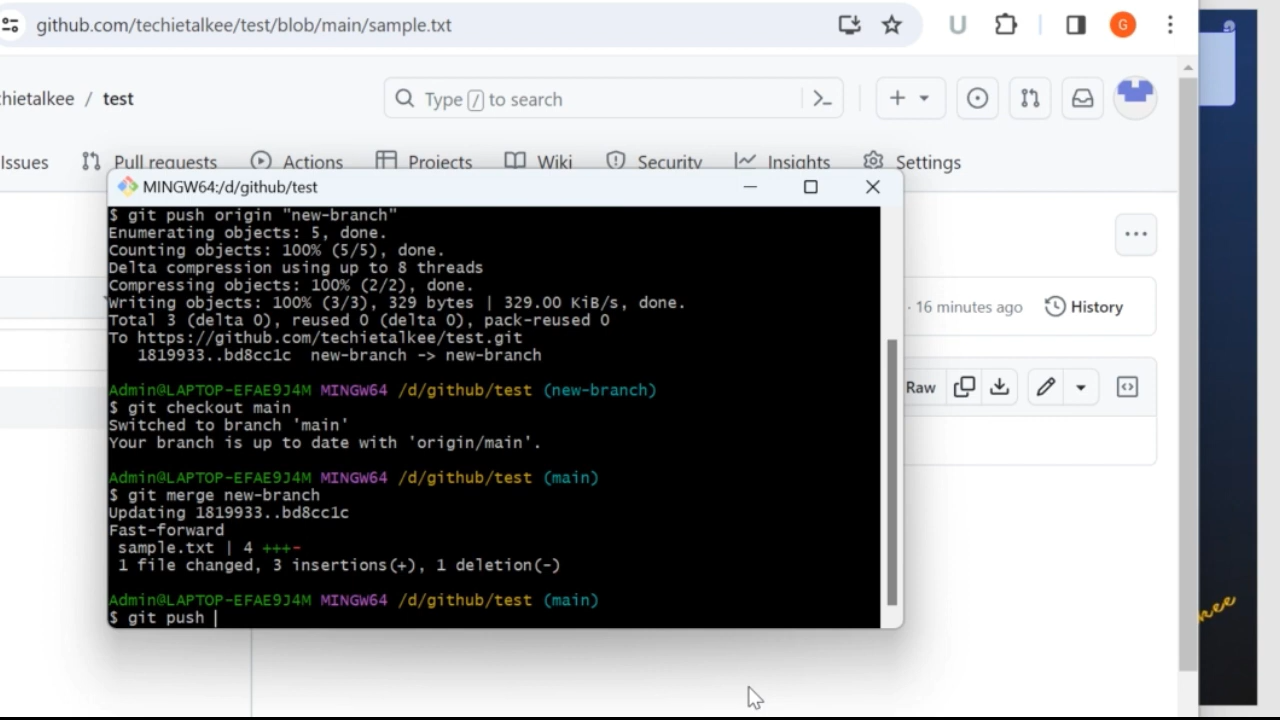 github.com/techietalkee/test/blob/main/sample.txt
G
hietalkee / test
Type / to search
Issues
Pull requests
Actions
Projects
Wiki
Security
Insights
Settings
MINGW64:/d/github/test
$ git push origin "new-branch"
Enumerating objects: 5, done.
Counting objects: 100% (5/5), done.
Delta compression using up to 8 threads
Compressing objects: 100% (2/2), done.
Writing objects: 100% (3/3), 329 bytes | 329.00 KiB/s, done.
Total 3 (delta 0), reused 0 (delta 0), pack-reused 0
To https://github.com/techietalkee/test.git
1819933..bd8cc1c new-branch -> new-branch
Admin@LAPTOP-EFAE9J4M MINGW64 /d/github/test (new-branch)
$ git checkout main
Switched to branch 'main'
Your branch is up to date with 'origin/main'.
Admin@LAPTOP-EFAE9J4M MINGW64 /d/github/test (main)
$ git merge new-branch
Updating 1819933..bd8cc1c
Fast-forward
sample.txt | 4 +++-
1 file changed, 3 insertions(+), 1 deletion(-)
Admin@LAPTOP-EFAE9J4M MINGW64 /d/github/test (main)
$ git push
· 16 minutes ago
History
Raw
kee